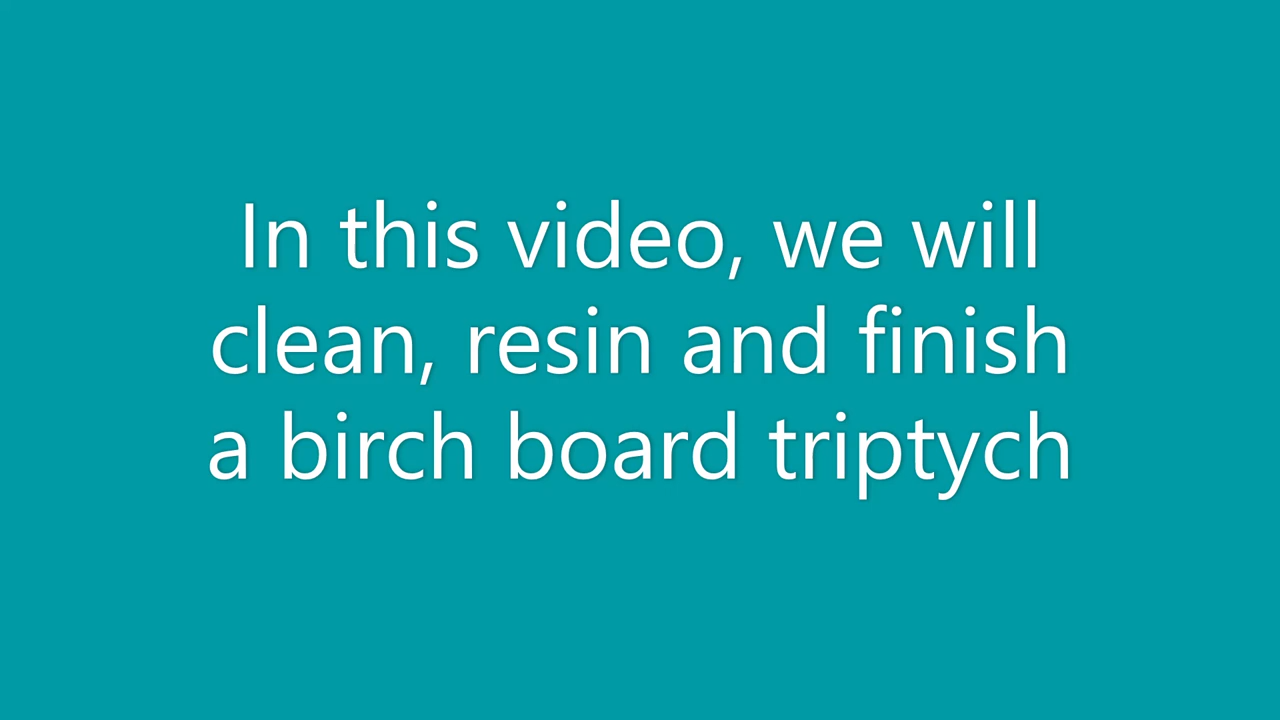 In this video, we will
clean, resin and finish
a birch board triptych